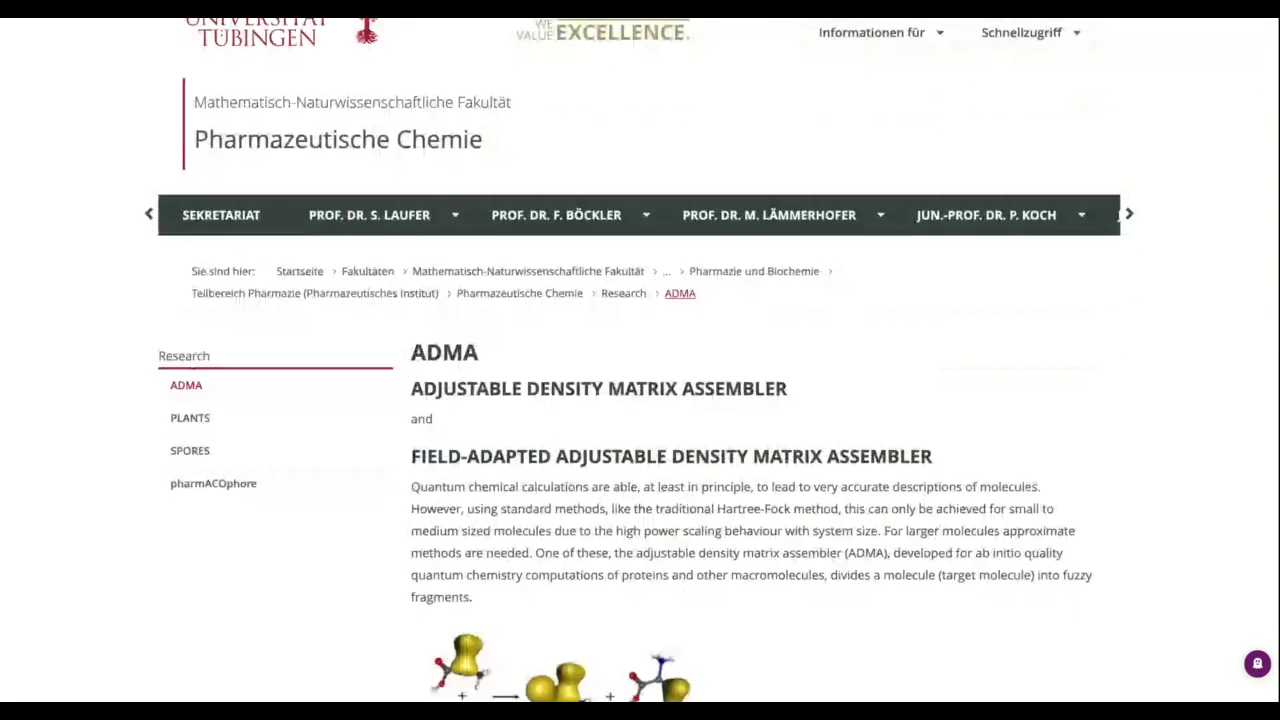 UNIVERSITÄT
TÜBINGEN
WE
VALUE EXCELLENCE.
Informationen für
Schnellzugriff
Mathematisch-Naturwissenschaftliche Fakultät
Pharmazeutische Chemie
SEKRETARIAT PROF. DR. S. LAUFER PROF. DR. F. BÖCKLER PROF. DR. M. LÄMMERHOFER JUN.-PROF. DR. P. KOCH
Sie sind hier: Startseite > Fakultäten > Mathematisch-Naturwissenschaftliche Fakultät > ... > Pharmazie und Biochemie >
Teilbereich Pharmazie (Pharmazeutisches Institut) > Pharmazeutische Chemie > Research > ADMA
Research
ADMA
PLANTS
SPORES
pharmACOphore
ADMA
ADJUSTABLE DENSITY MATRIX ASSEMBLER
and
FIELD-ADAPTED ADJUSTABLE DENSITY MATRIX ASSEMBLER
Quantum chemical calculations are able, at least in principle, to lead to very accurate descriptions of molecules.
However, using standard methods, like the traditional Hartree-Fock method, this can only be achieved for small to
medium sized molecules due to the high power scaling behaviour with system size. For larger molecules approximate
methods are needed. One of these, the adjustable density matrix assembler (ADMA), developed for ab initio quality
quantum chemistry computations of proteins and other macromolecules, divides a molecule (target molecule) into fuzzy
fragments.
+ +